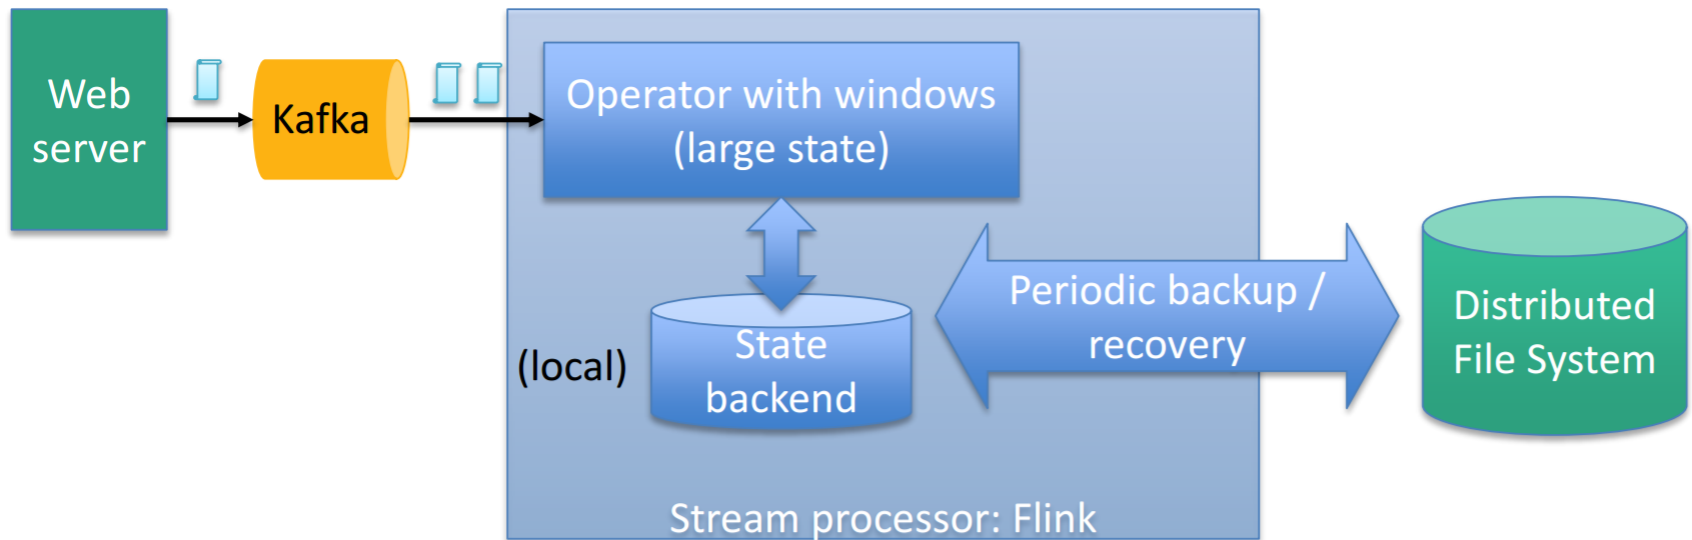 Web
server
Kafka
Operator with windows
(large state)
(local)
State
backend
Periodic backup /
recovery
Distributed
File System
Stream processor: Flink